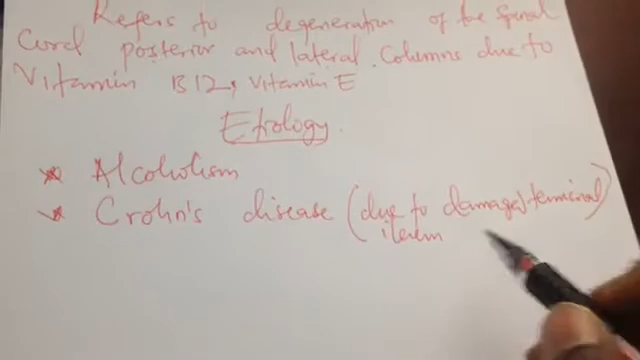 Refers to degeneration of the Spinal
Cord posterior and lateral Columns due to
Vitamin B12, Vitamin E
Etiology.
* Alcoholism
* Crohn's disease (due to damaged terminal)
ileum